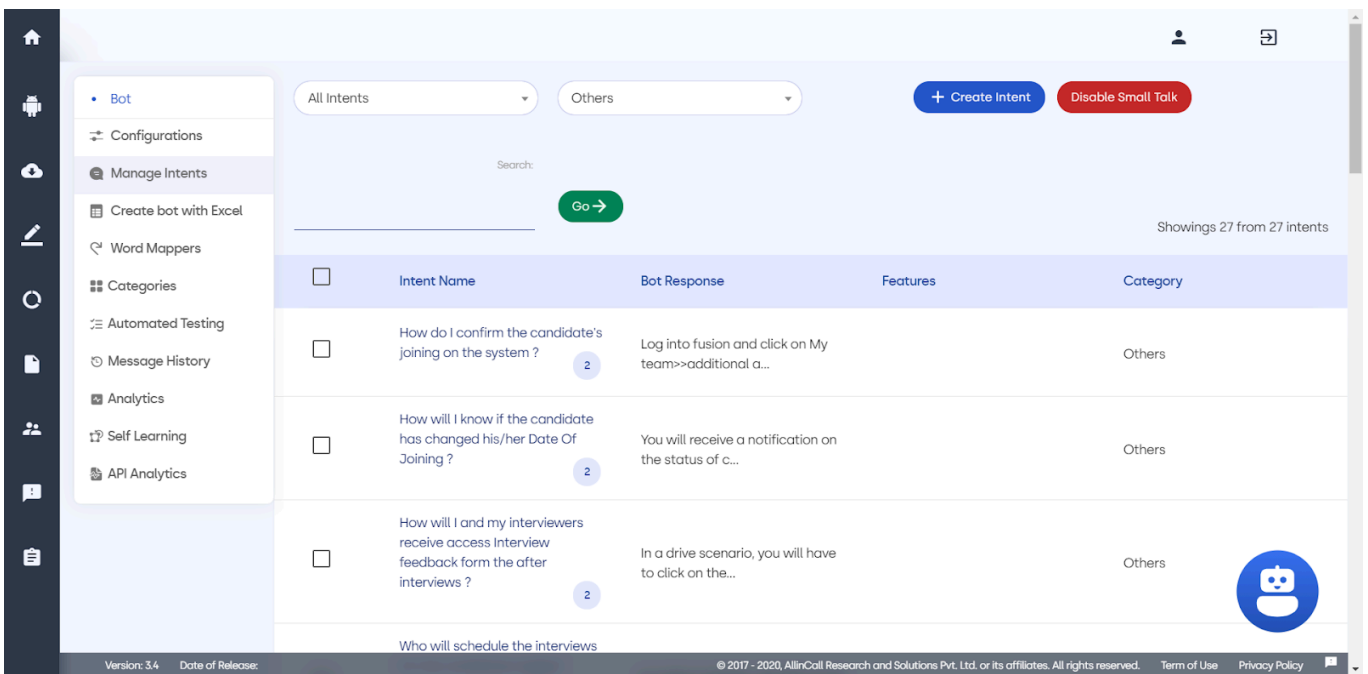 Bot
Configurations
Manage Intents
Create bot with Excel
Word Mappers
Categories
Automated Testing
Message History
Analytics
Self Learning
API Analytics
All Intents
Others
+ Create Intent
Disable Small Talk
Search:
Go
Showings 27 from 27 intents
Intent Name Bot Response Features Category
How do I confirm the candidate's
joining on the system ?
2
Log into fusion and click on My
team>>additional a...
Others
How will I know if the candidate
has changed his/her Date Of
Joining ?
2
You will receive a notification on
the status of c...
Others
How will I and my interviewers
receive access Interview
feedback form the after
interviews ?
2
In a drive scenario, you will have
to click on the...
Others
Who will schedule the interviews
Version: 3.4 Date of Release:
© 2017 - 2020, AllinCall Research and Solutions Pvt. Ltd. or its affiliates. All rights reserved. Term of Use Privacy Policy